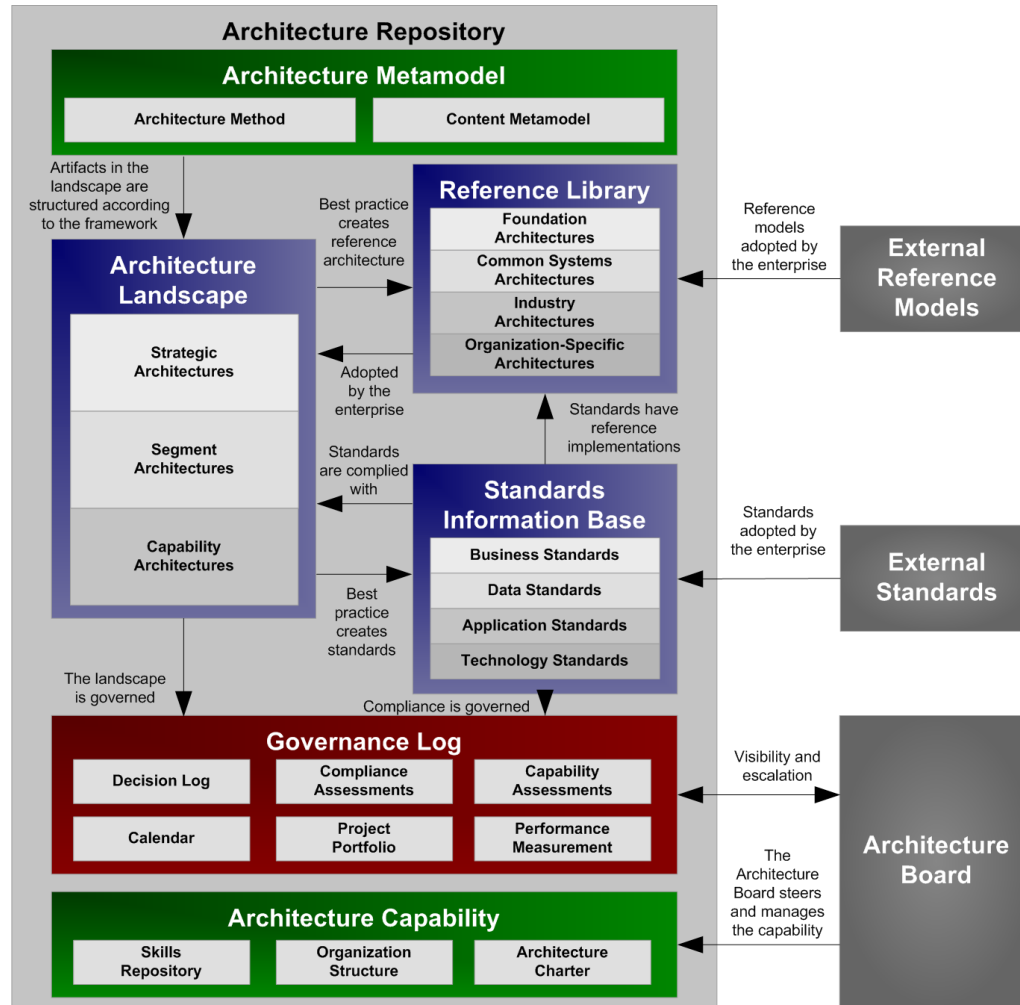 Architecture Repository
Architecture Metamodel
Architecture Method
Content Metamodel
Artifacts in the
landscape are
structured according
to the framework
Best practice
creates
reference
architecture
Reference Library
Foundation
Architectures
Common Systems
Architectures
Industry
Architectures
Organization-Specific
Architectures
Reference
models
adopted by
the enterprise
External
Reference
Models
Architecture
Landscape
Strategic
Architectures
Segment
Architectures
Capability
Architectures
Adopted
by the
enterprise
Standards have
reference
implementations
Standards
are complied
with
Standards
Information Base
Business Standards
Data Standards
Application Standards
Technology Standards
Standards
adopted by
the enterprise
External
Standards
Best
practice
creates
standards
The landscape
is governed
Compliance is governed
Governance Log
Decision Log
Compliance
Assessments
Capability
Assessments
Calendar
Project
Portfolio
Performance
Measurement
Visibility and
escalation
Architecture
Board
The
Architecture
Board steers
and manages
the capability
Architecture Capability
Skills
Repository
Organization
Structure
Architecture
Charter